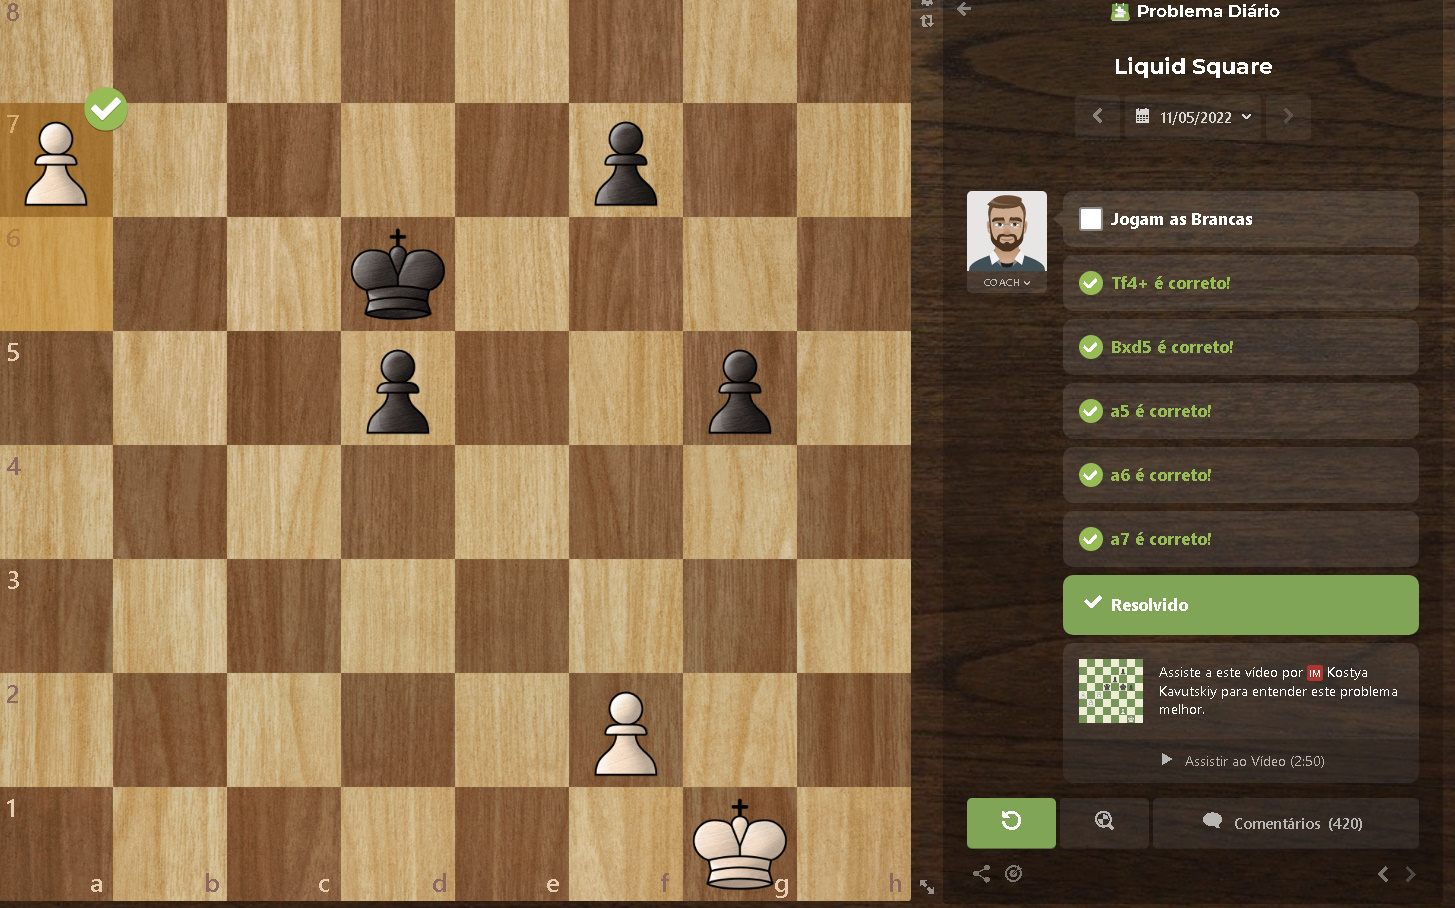 8
7
6
5
4
3
2
1
a b c d e f g h
Problema Diário
Liquid Square
11/05/2022
COACH
Jogam as Brancas
Tf4+ é correto!
Bxd5 é correto!
a5 é correto!
a6 é correto!
a7 é correto!
Resolvido
Assiste a este vídeo por IM Kostya
Kavutskiy para entender este problema
melhor.
Assistir ao Vídeo (2:50)
Comentários (420)